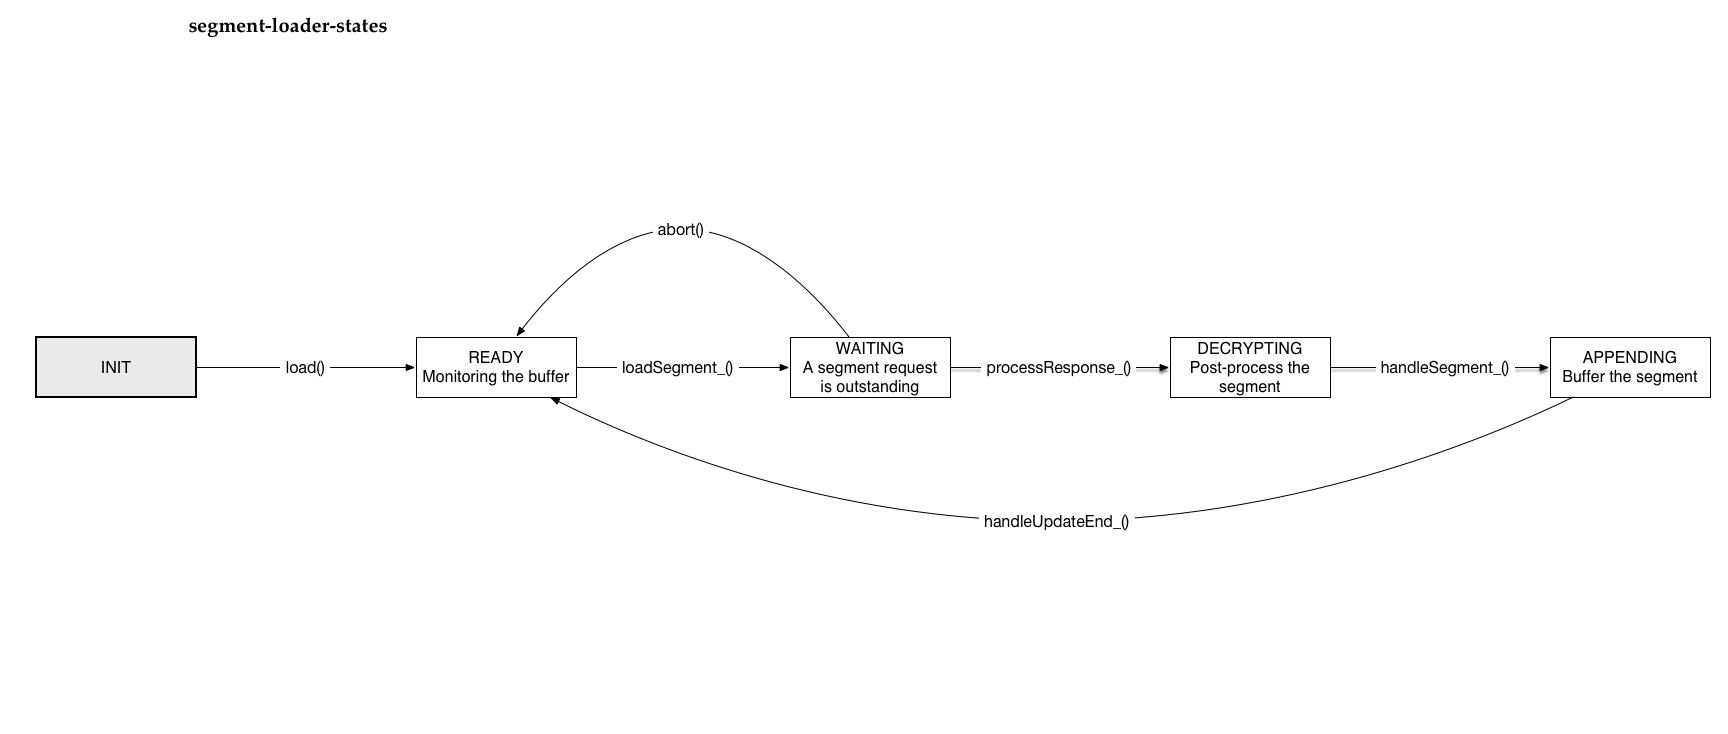 segment-loader-states
abort()
INIT
load()
READY
Monitoring the buffer
loadSegment_()
WAITING
A segment request
is outstanding
processResponse_()
DECRYPTING
Post-process the
segment
handleSegment_()
APPENDING
Buffer the segment
handleUpdateEnd_()